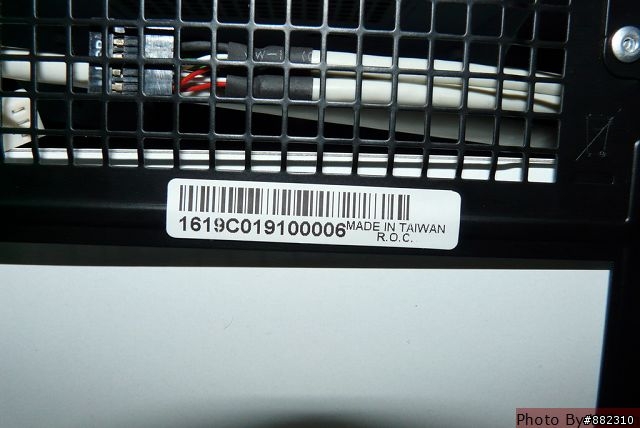 1619C019100006
MADE IN TAIWAN
R.O.C.
Photo By:#882310